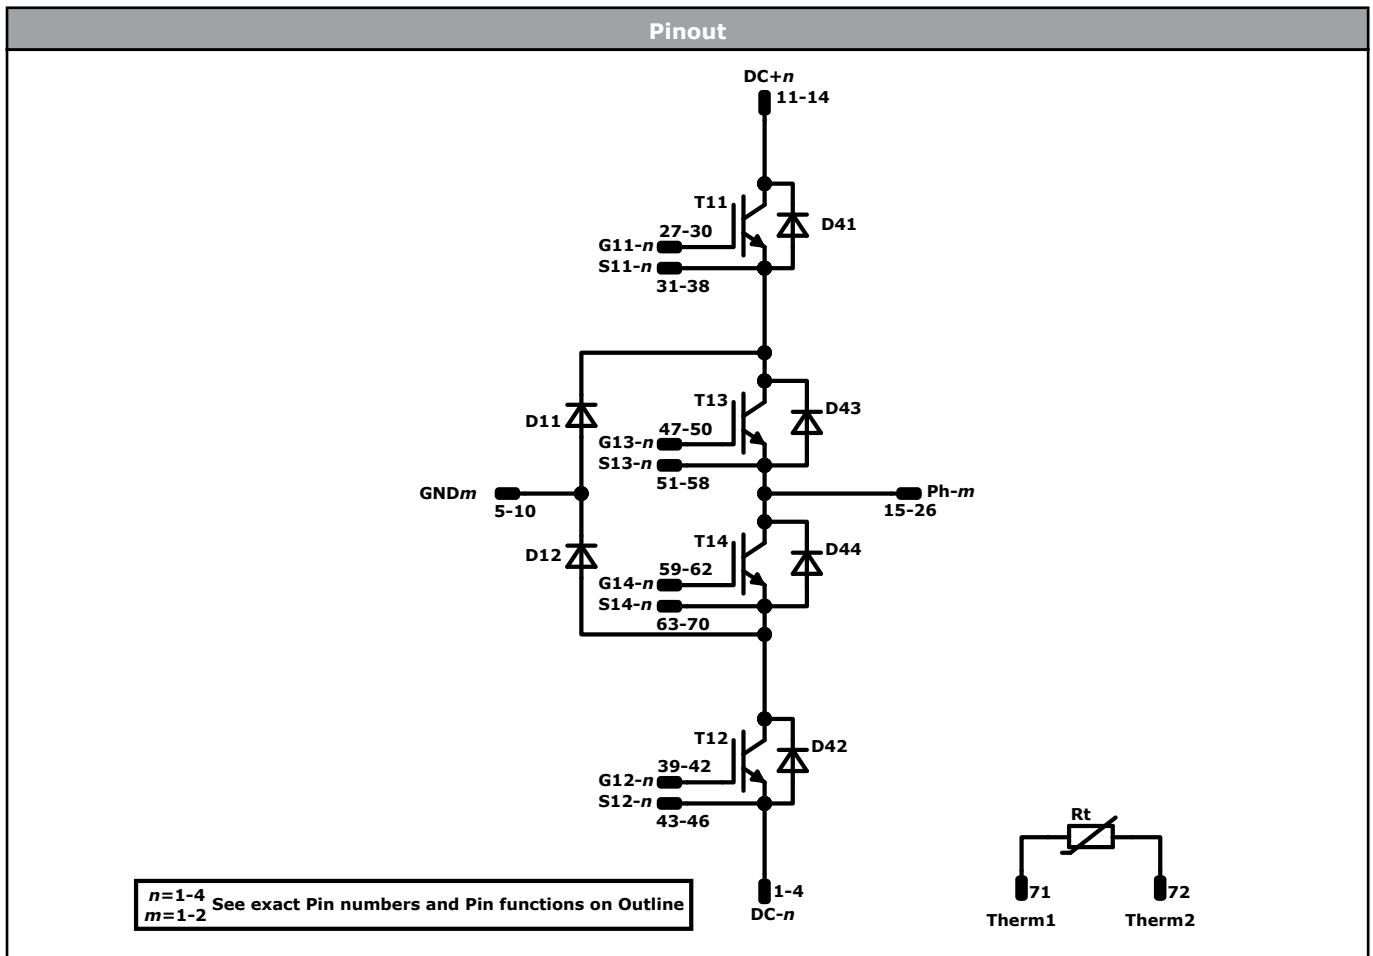 Pinout
DC+n
11-14
T11
D41
27-30
G11-n
S11-n
31-38
T13
D43
D11
47-50
G13-n
S13-n
51-58
GNDm
5-10
Ph-m
15-26
T14
D44
D12
59-62
G14-n
S14-n
63-70
T12
D42
39-42
G12-n
S12-n
43-46
Rt
n=1-4
m=1-2
See exact Pin numbers and Pin functions on Outline
1-4
DC-n
71
72
Therm1
Therm2